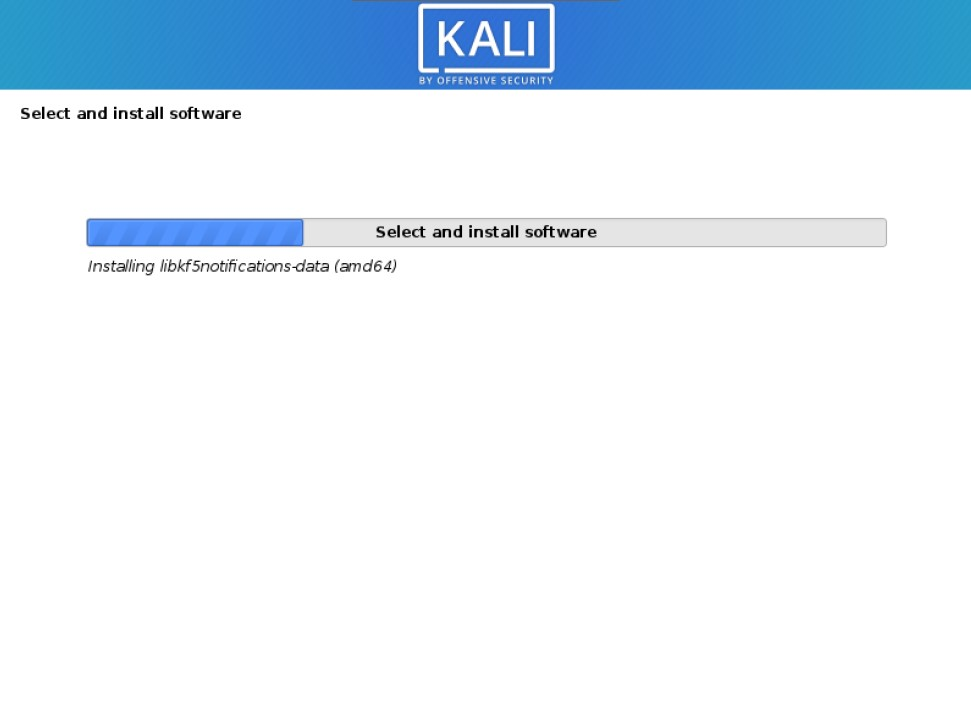 KALI
BY OFFENSIVE SECURITY
Select and install software
Select and install software
Installing libkf5notifications-data (amd64)